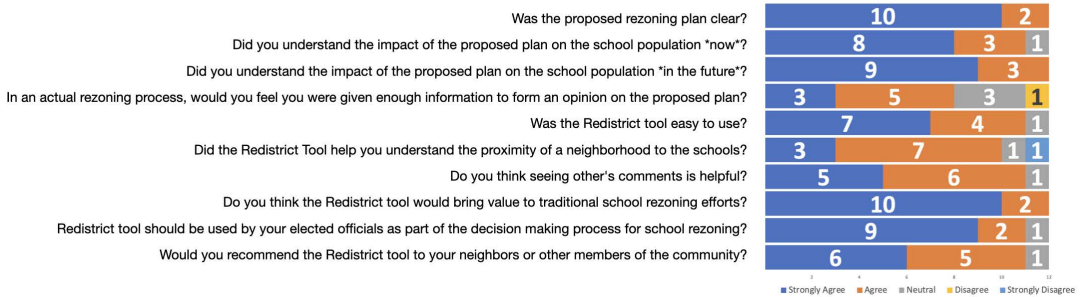 Was the proposed rezoning plan clear? 10 2
Did you understand the impact of the proposed plan on the school population *now*? 8 3 1
Did you understand the impact of the proposed plan on the school population *in the future*? 9 3
In an actual rezoning process, would you feel you were given enough information to form an opinion on the proposed plan? 3 5 3 1
Was the Redistrict tool easy to use? 7 4 1
Did the Redistrict Tool help you understand the proximity of a neighborhood to the schools? 3 7 1 1
Do you think seeing other's comments is helpful? 5 6 1
Do you think the Redistrict tool would bring value to traditional school rezoning efforts? 10 2
Redistrict tool should be used by your elected officials as part of the decision making process for school rezoning? 9 2 1
Would you recommend the Redistrict tool to your neighbors or other members of the community? 6 5 1
2 4 6 8 10 12
Strongly Agree Agree Neutral Disagree Strongly Disagree